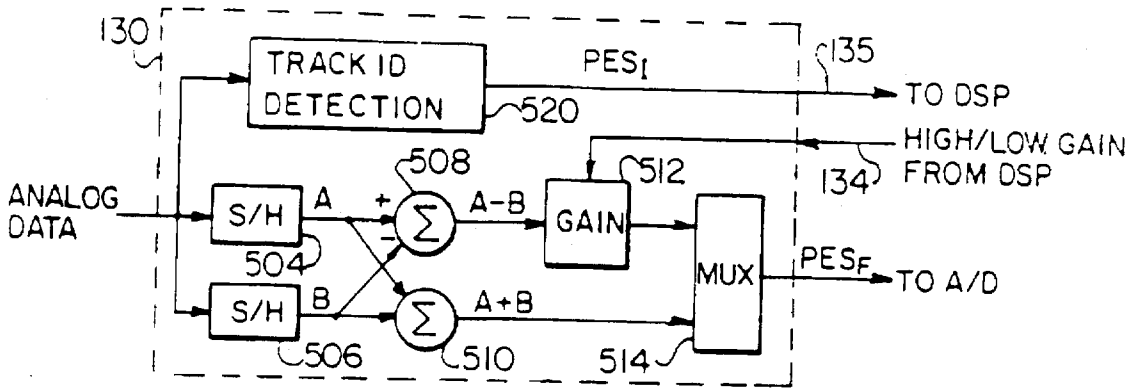 130
TRACK ID
DETECTION
520
PES_I
135
TO DSP
HIGH/LOW GAIN
FROM DSP
134
ANALOG
DATA
S/H
504
A
+
-
508
Σ
A-B
GAIN
512
S/H
506
B
Σ
510
A+B
MUX
514
PES_F
TO A/D